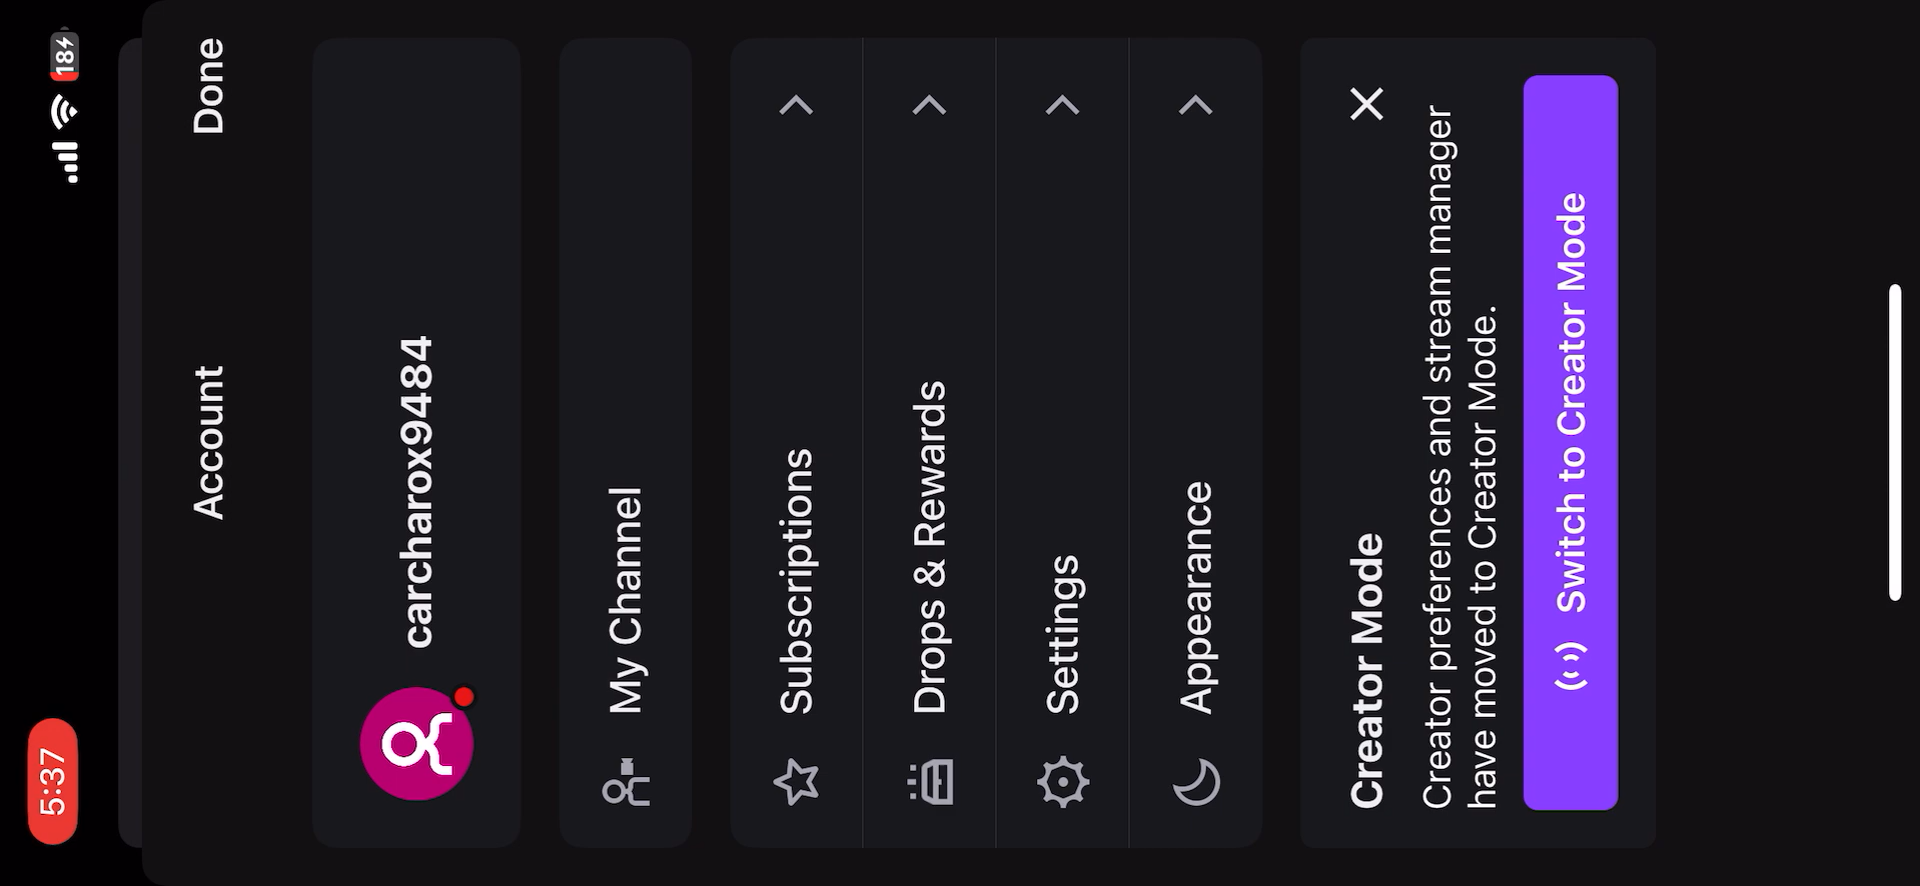 5:37
18
Account
Done
carcharox9484
My Channel
Subscriptions
Drops & Rewards
Settings
Appearance
Creator Mode
Creator preferences and stream manager
have moved to Creator Mode.
Switch to Creator Mode